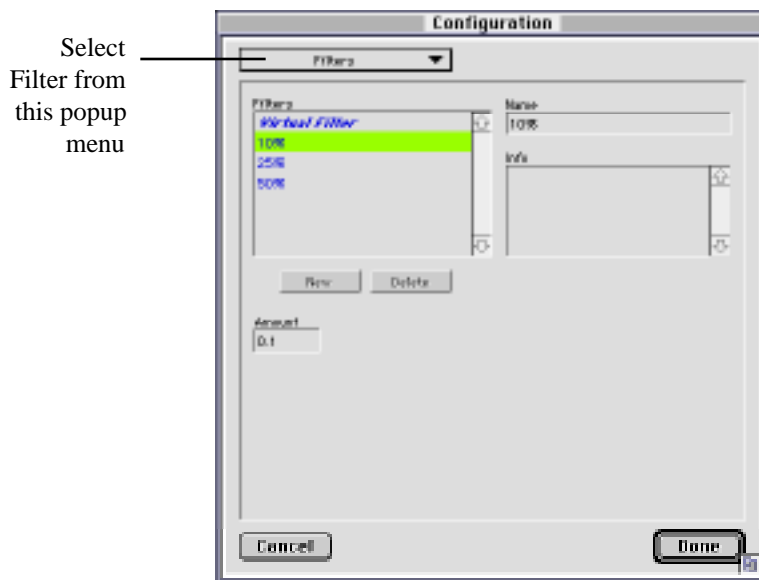 Configuration
Select
Filter from
this popup
menu
Filters
Filters
Virtual Filter
10%
25%
50%
Name
10%
Info
New
Delete
Amount
0.1
Cancel
Done